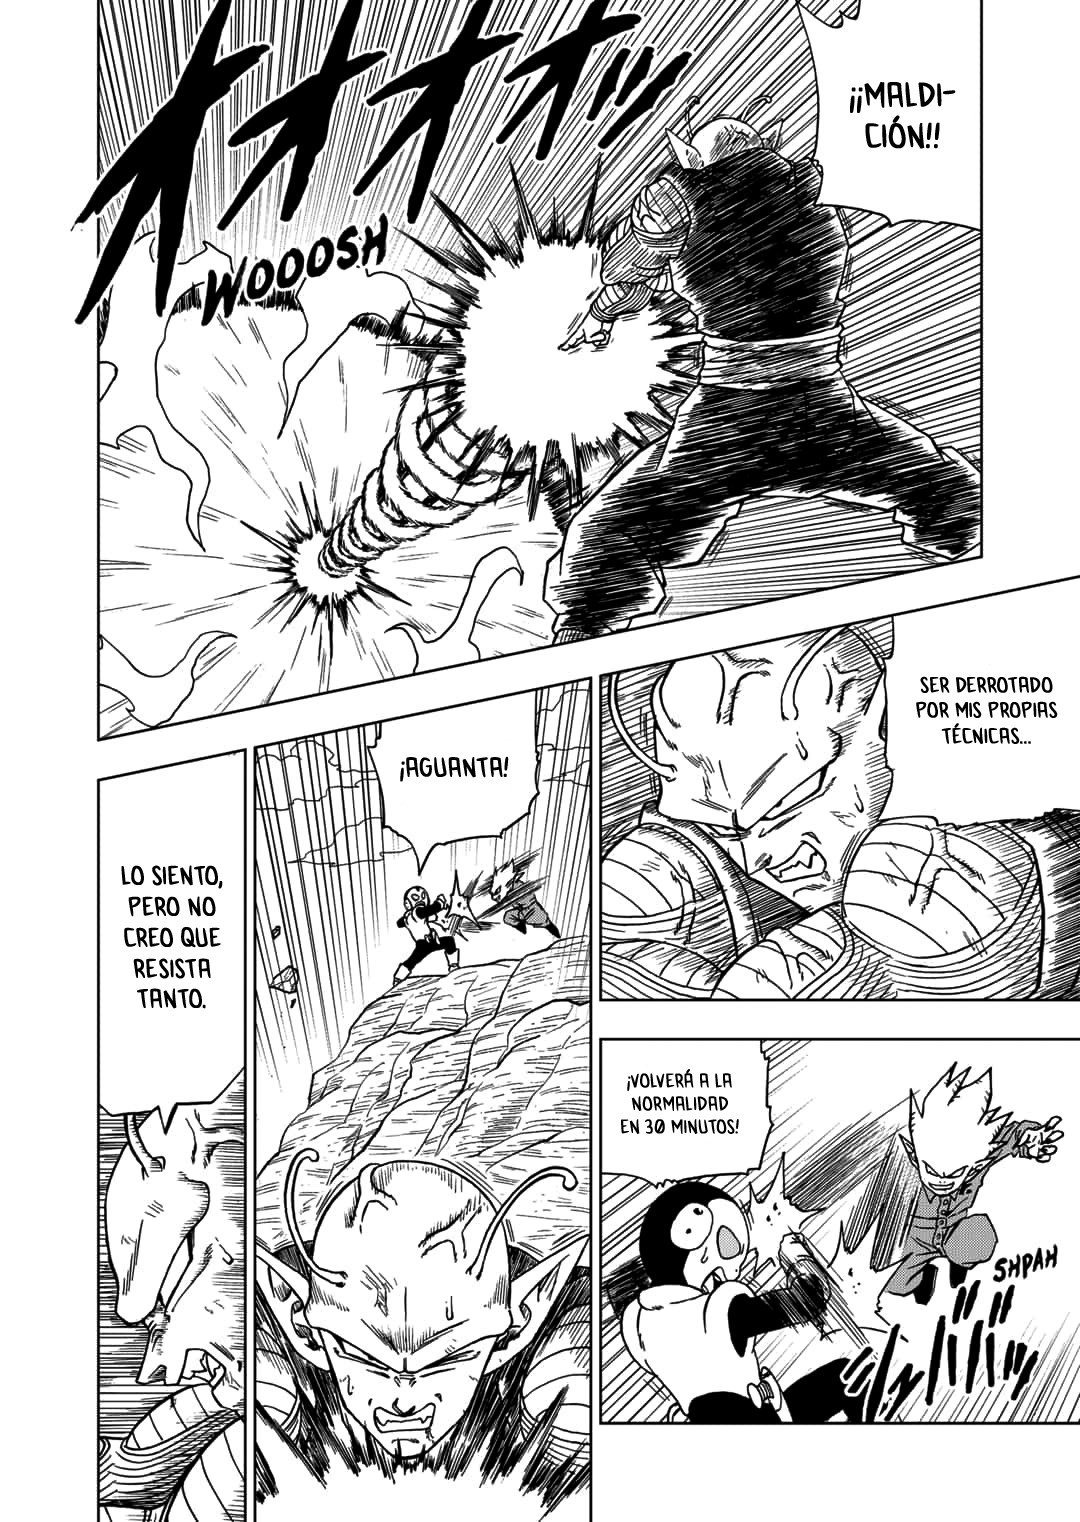 ¡¡MALDI-
CIÓN!!
オオオオッ
WOOOSH
SER DERROTADO
POR MIS PROPIAS
TÉCNICAS...
¡AGUANTA!
LO SIENTO,
PERO NO
CREO QUE
RESISTA
TANTO.
¡VOLVERÁ A LA
NORMALIDAD
EN 30 MINUTOS!
SHPAH